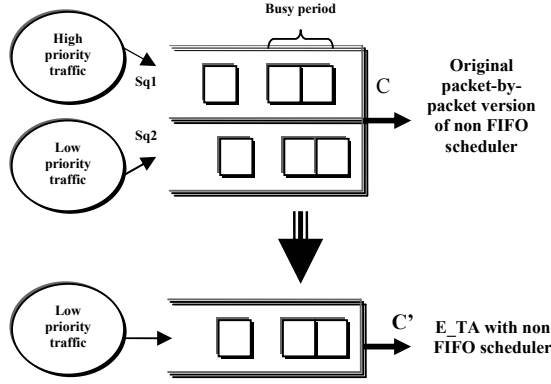 Busy period
High
priority
traffic
Sq1
C
Original
packet-by-
packet version
of non FIFO
scheduler
Sq2
Low
priority
traffic
Low
priority
traffic
C'
E_TA with non
FIFO scheduler